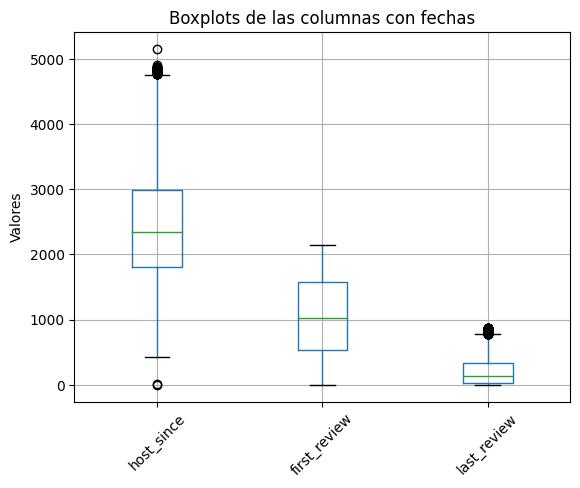 Boxplots de las columnas con fechas
Valores
5000
4000
3000
2000
1000
0
host_since
first_review
last_review